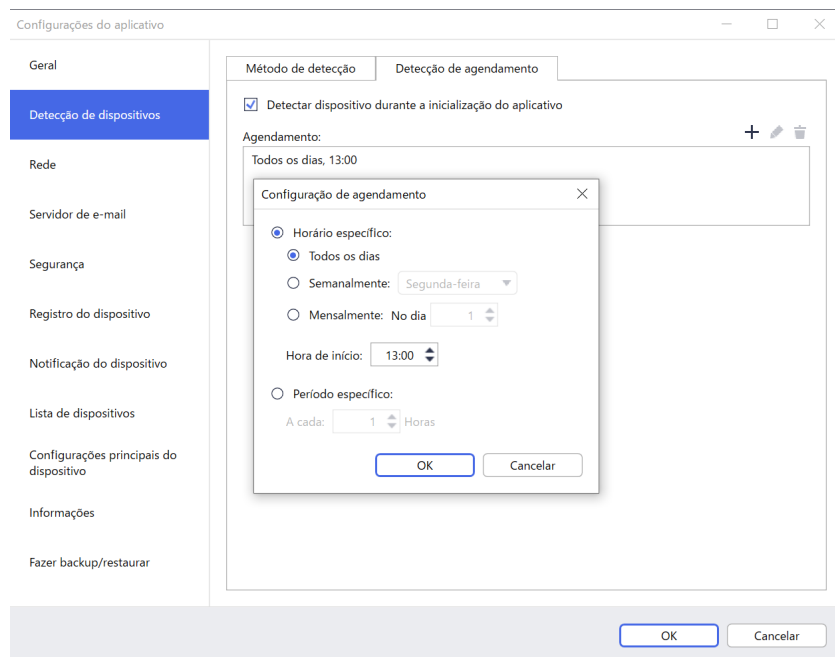 Configurações do aplicativo
Geral
Detecção de dispositivos
Rede
Servidor de e-mail
Segurança
Registro do dispositivo
Notificação do dispositivo
Lista de dispositivos
Configurações principais do
dispositivo
Informações
Fazer backup/restaurar
Método de detecção
Detecção de agendamento
Detectar dispositivo durante a inicialização do aplicativo
Agendamento:
Todos os dias, 13:00
Configuração de agendamento
Horário específico:
Todos os dias
Semanalmente: Segunda-feira
Mensalmente: No dia 1
Hora de início: 13:00
Período específico:
A cada: 1 Horas
OK Cancelar
OK Cancelar